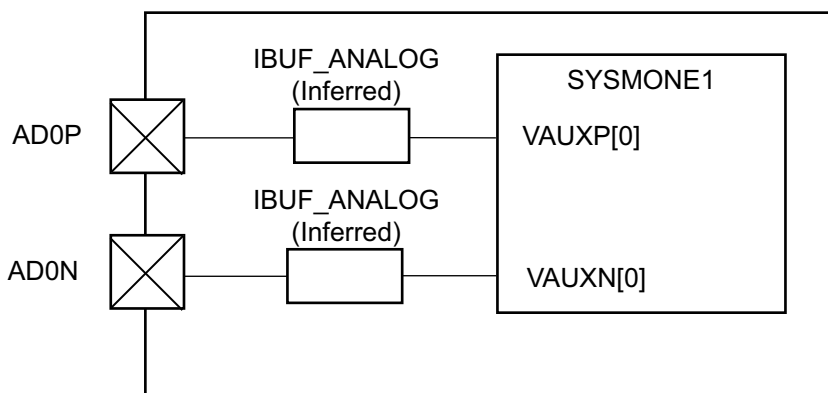 IBUF_ANALOG
(Inferred)
SYSMONE1
AD0P
VAUXP[0]
IBUF_ANALOG
(Inferred)
AD0N
VAUXN[0]